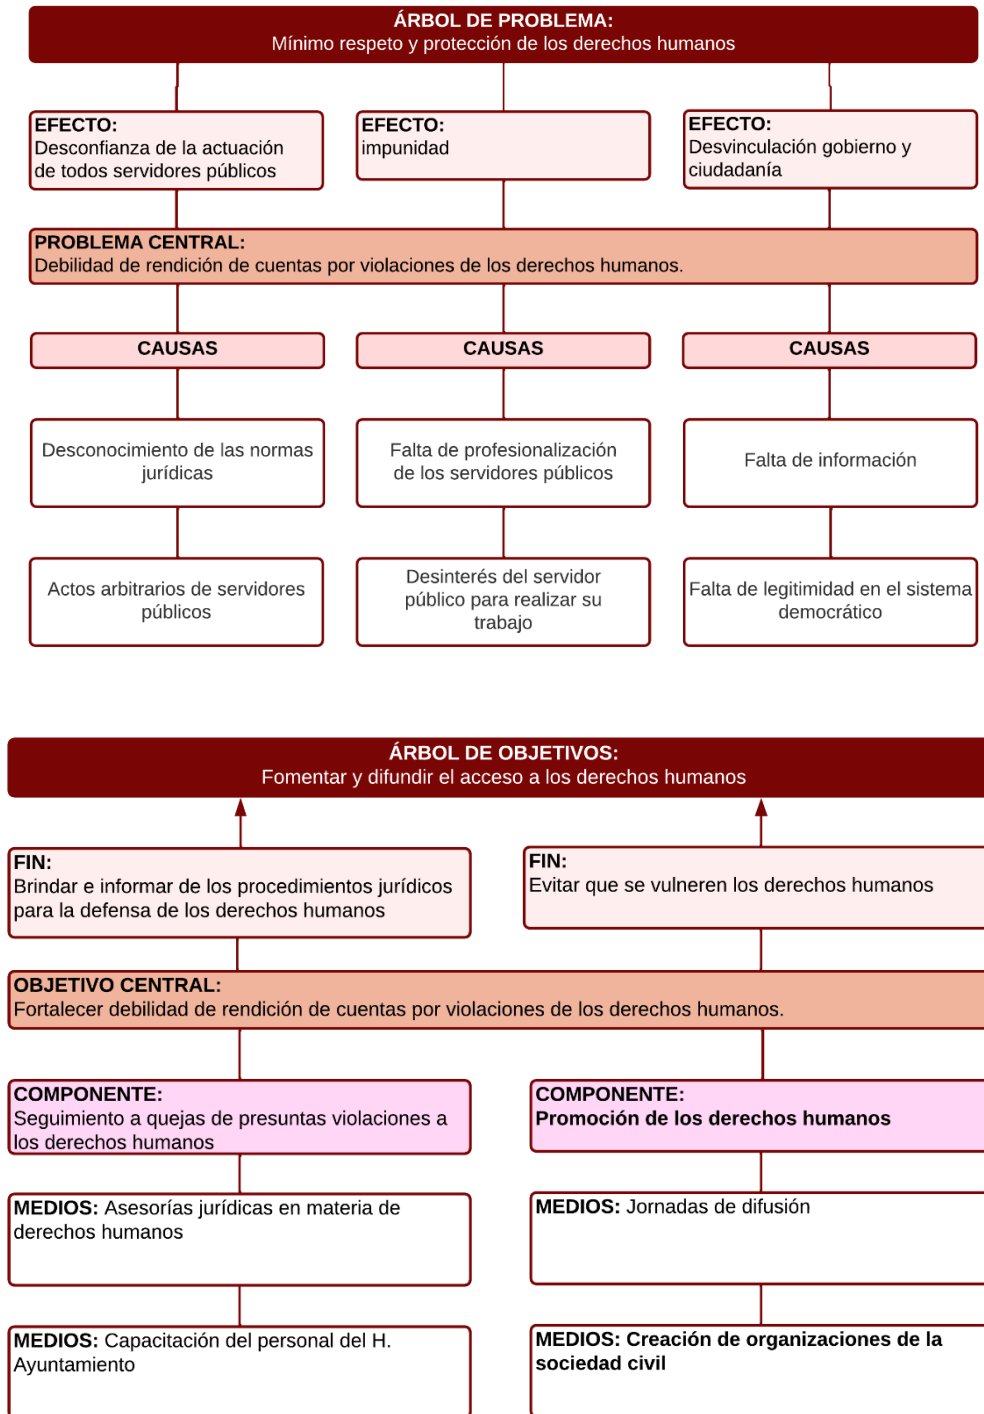 ÁRBOL DE PROBLEMA:
Mínimo respeto y protección de los derechos humanos
EFECTO:
Desconfianza de la actuación
de todos servidores públicos
EFECTO:
impunidad
EFECTO:
Desvinculación gobierno y
ciudadanía
PROBLEMA CENTRAL:
Debilidad de rendición de cuentas por violaciones de los derechos humanos.
CAUSAS
CAUSAS
CAUSAS
Desconocimiento de las normas
jurídicas
Falta de profesionalización
de los servidores públicos
Falta de información
Actos arbitrarios de servidores
públicos
Desinterés del servidor
público para realizar su
trabajo
Falta de legitimidad en el sistema
democrático
ÁRBOL DE OBJETIVOS:
Fomentar y difundir el acceso a los derechos humanos
FIN:
Brindar e informar de los procedimientos jurídicos
para la defensa de los derechos humanos
FIN:
Evitar que se vulneren los derechos humanos
OBJETIVO CENTRAL:
Fortalecer debilidad de rendición de cuentas por violaciones de los derechos humanos.
COMPONENTE:
Seguimiento a quejas de presuntas violaciones a
los derechos humanos
COMPONENTE:
Promoción de los derechos humanos
MEDIOS: Asesorías jurídicas en materia de
derechos humanos
MEDIOS: Jornadas de difusión
MEDIOS: Capacitación del personal del H.
Ayuntamiento
MEDIOS: Creación de organizaciones de la
sociedad civil